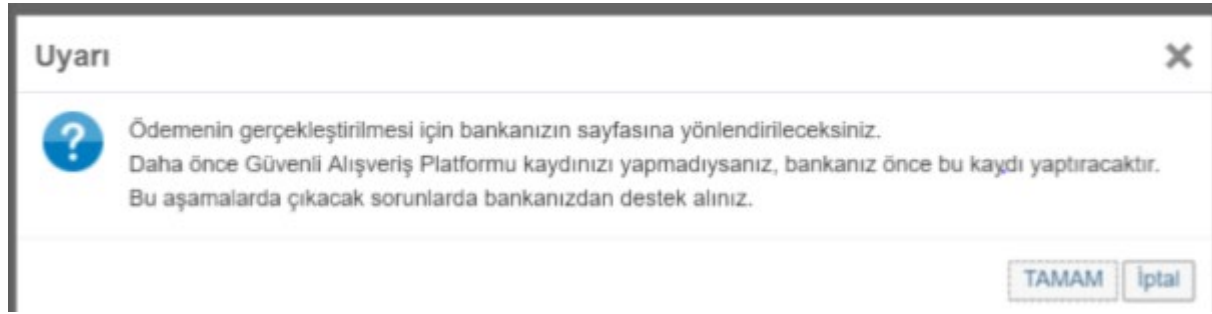 Uyarı
Ödemenin gerçekleştirilmesi için bankanızın sayfasına yönlendirileceksiniz.
Daha önce Güvenli Alışveriş Platformu kaydınızı yapmadıysanız, bankanız önce bu kaydı yaptıracaktır.
Bu aşamalarda çıkacak sorunlarda bankanızdan destek alınız.
TAMAM İptal